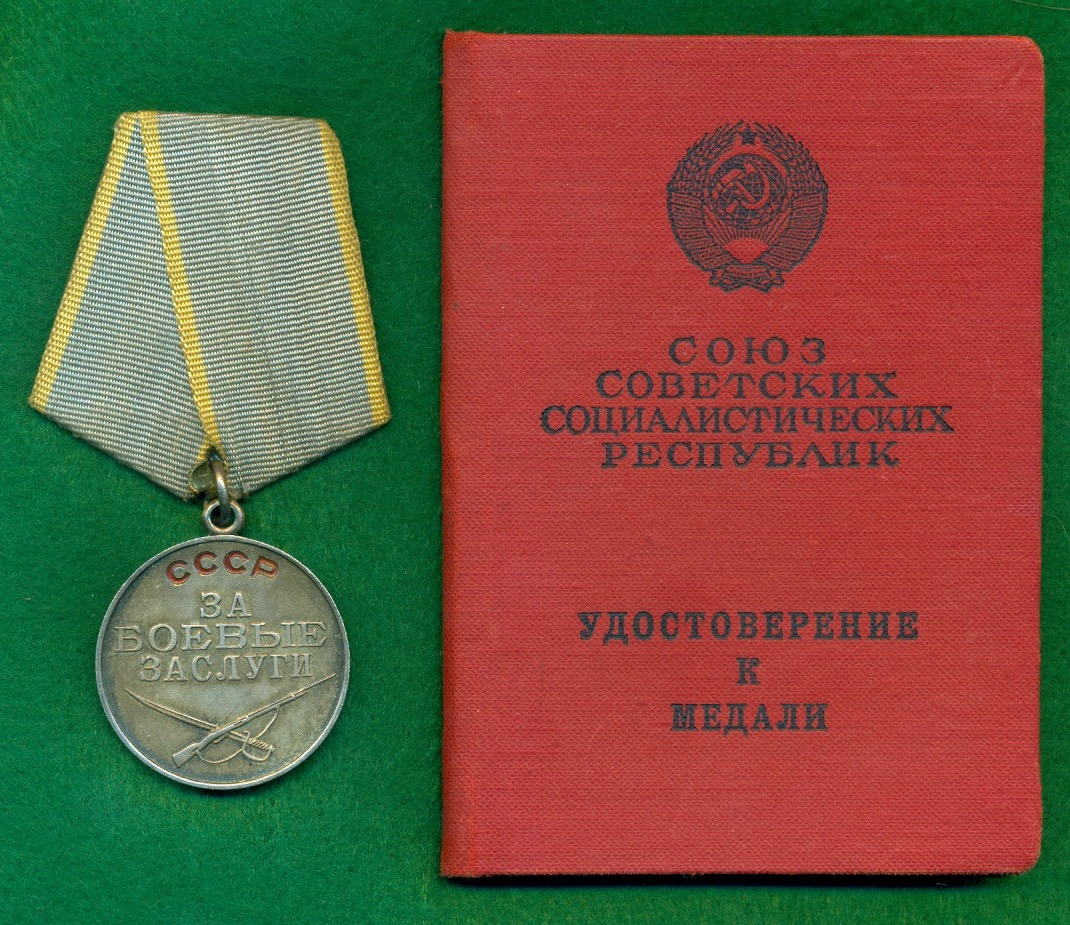 СССР
ЗА
БОЕВЫЕ
ЗАСЛУГИ
СОЮЗ
СОВЕТСКИХ
СОЦИАЛИСТИЧЕСКИХ
РЕСПУБЛИК
УДОСТОВЕРЕНИЕ
К
МЕДАЛИ